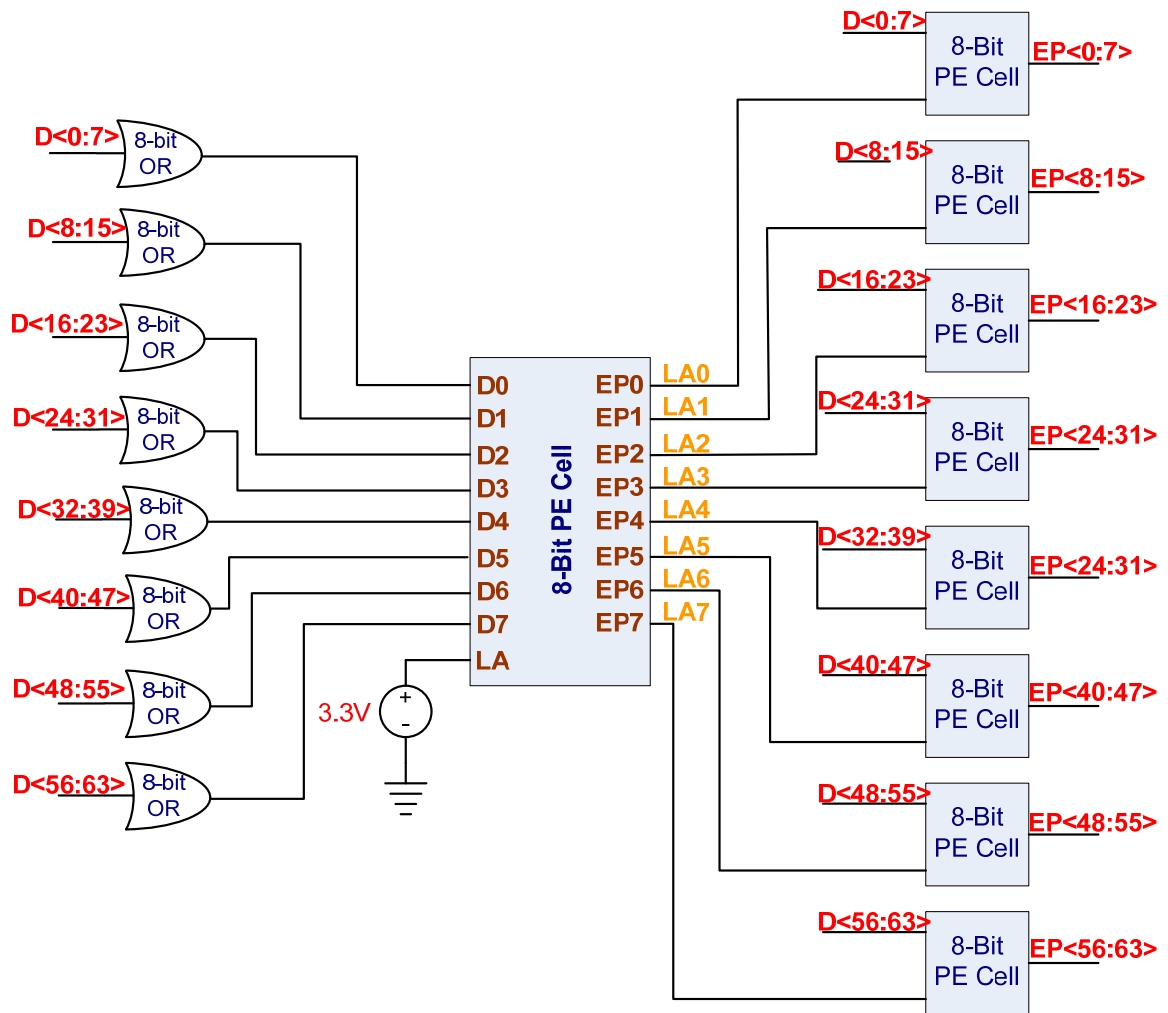 D<0:7>
8-bit
OR
D<8:15>
8-bit
OR
D<16:23>
8-bit
OR
D<24:31>
8-bit
OR
D<32:39>
8-bit
OR
D<40:47>
8-bit
OR
D<48:55>
8-bit
OR
D<56:63>
8-bit
OR
D0
D1
D2
D3
D4
D5
D6
D7
LA
8-Bit PE Cell
EP0
EP1
EP2
EP3
EP4
EP5
EP6
EP7
3.3V
+
-
LA0
LA1
LA2
LA3
LA4
LA5
LA6
LA7
D<0:7>
8-Bit
PE Cell
EP<0:7>
D<8:15>
8-Bit
PE Cell
EP<8:15>
D<16:23>
8-Bit
PE Cell
EP<16:23>
D<24:31>
8-Bit
PE Cell
EP<24:31>
D<32:39>
8-Bit
PE Cell
EP<24:31>
D<40:47>
8-Bit
PE Cell
EP<40:47>
D<48:55>
8-Bit
PE Cell
EP<48:55>
D<56:63>
8-Bit
PE Cell
EP<56:63>